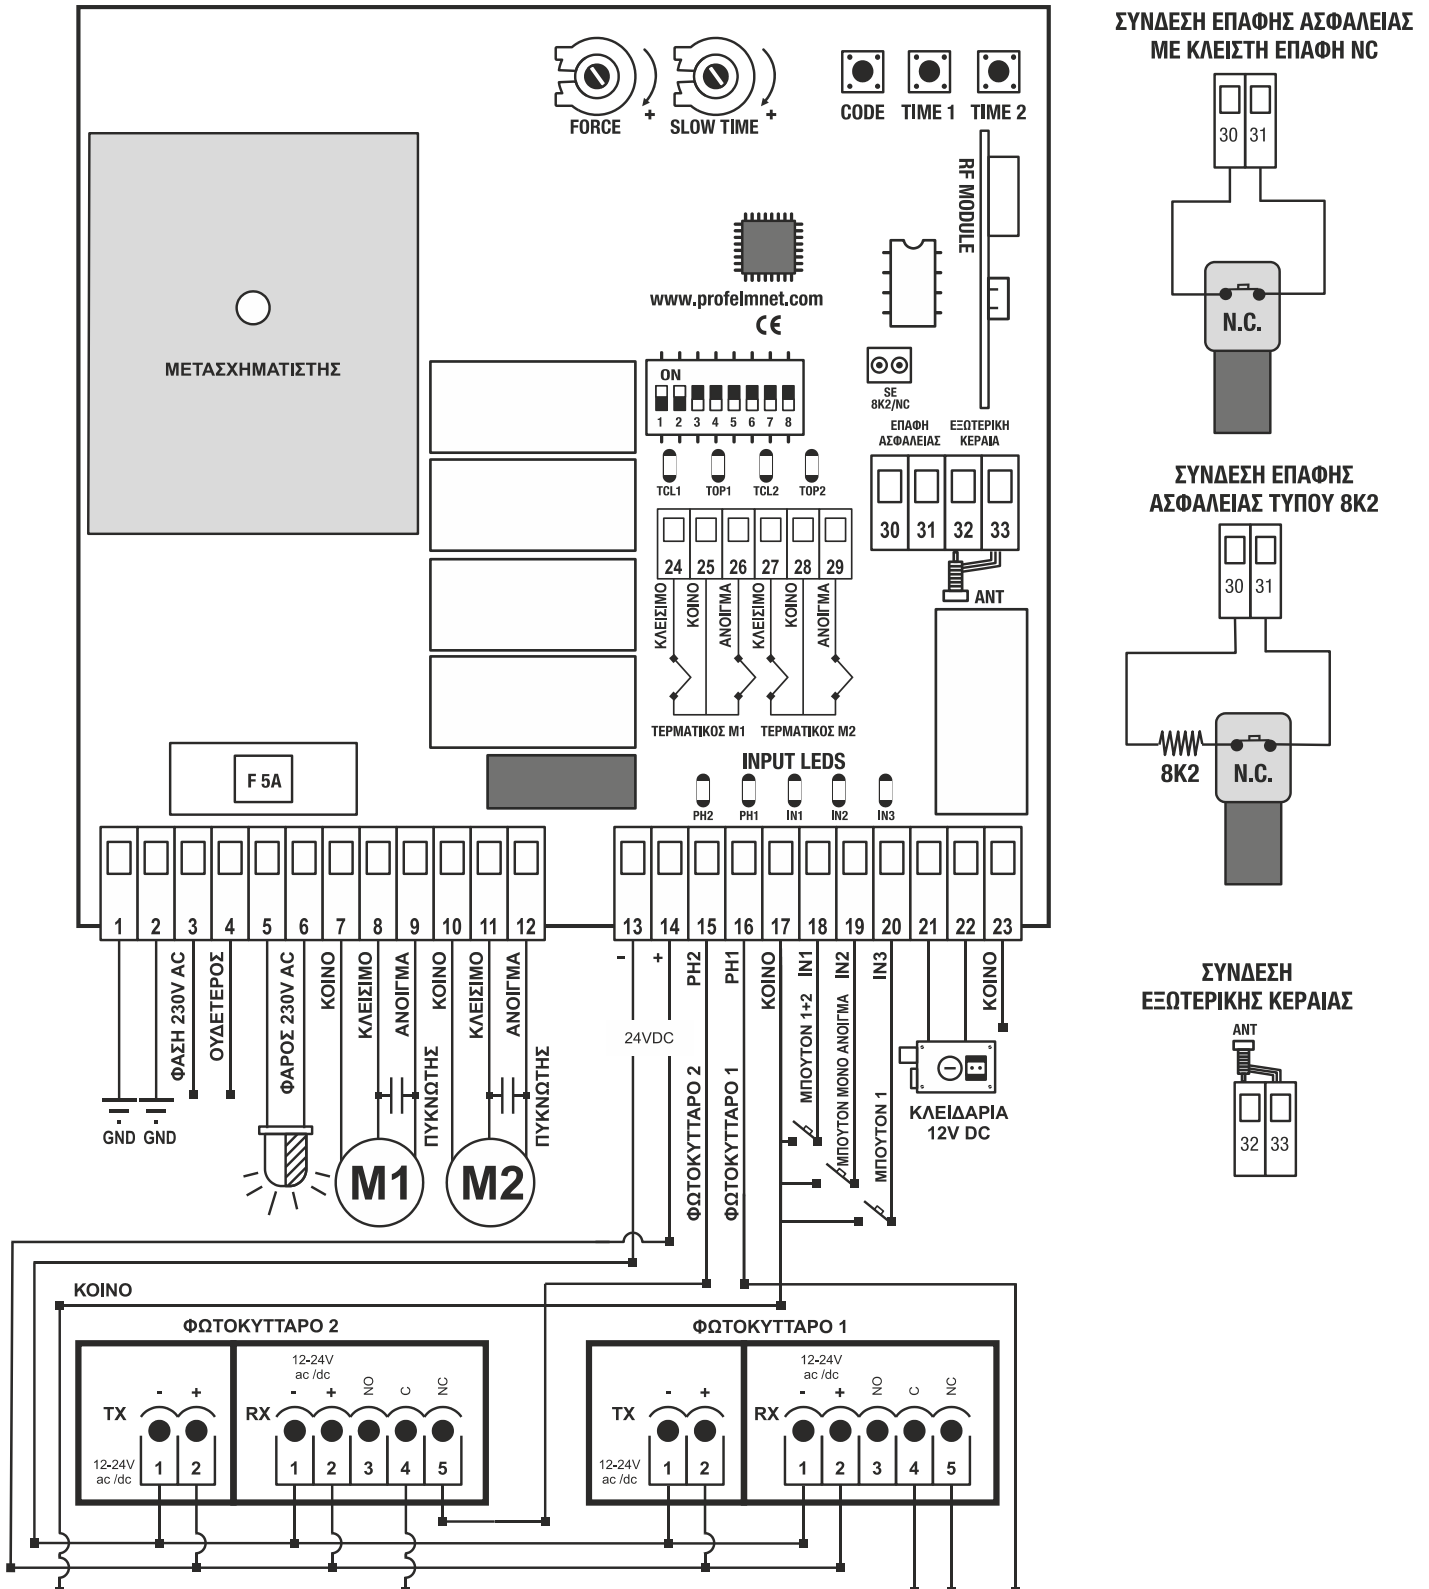 ΣΥΝΔΕΣΗ ΕΠΑΦΗΣ ΑΣΦΑΛΕΙΑΣ
ΜΕ ΚΛΕΙΣΤΗ ΕΠΑΦΗ NC
30 31
N.C.
FORCE +
SLOW TIME +
CODE TIME 1 TIME 2
RF MODULE
ΜΕΤΑΣΧΗΜΑΤΙΣΤΗΣ
www.profelmnet.com
CE
ON
1 2 3 4 5 6 7 8
SE
8K2/NC
ΕΠΑΦΗ
ΑΣΦΑΛΕΙΑΣ
ΕΞΩΤΕΡΙΚΗ
ΚΕΡΑΙΑ
TCL1 TOP1 TCL2 TOP2
30 31 32 33
ANT
24 25 26 27 28 29
ΚΛΕΙΣΙΜΟ
ΚΟΙΝΟ
ΑΝΟΙΓΜΑ
ΚΛΕΙΣΙΜΟ
ΚΟΙΝΟ
ΑΝΟΙΓΜΑ
ΤΕΡΜΑΤΙΚΟΣ M1 ΤΕΡΜΑΤΙΚΟΣ M2
ΣΥΝΔΕΣΗ ΕΠΑΦΗΣ
ΑΣΦΑΛΕΙΑΣ ΤΥΠΟΥ 8K2
30 31
8K2
N.C.
F 5A
INPUT LEDS
PH2 PH1 IN1 IN2 IN3
1 2 3 4 5 6 7 8 9 10 11 12
13 14 15 16 17 18 19 20 21 22 23
GND GND
ΦΑΣΗ 230V AC
ΟΥΔΕΤΕΡΟΣ
ΦΑΡΟΣ 230V AC
ΚΟΙΝΟ
ΚΛΕΙΣΙΜΟ
ΑΝΟΙΓΜΑ
ΠΥΚΝΩΤΗΣ
ΚΟΙΝΟ
ΚΛΕΙΣΙΜΟ
ΑΝΟΙΓΜΑ
ΠΥΚΝΩΤΗΣ
M1 M2
- +
24VDC
PH2
ΦΩΤΟΚΥΤΤΑΡΟ 2
PH1
ΦΩΤΟΚΥΤΤΑΡΟ 1
ΚΟΙΝΟ
IN1
ΜΠΟΥΤΟΝ 1+2
IN2
ΜΠΟΥΤΟΝ ΜΟΝΟ ΑΝΟΙΓΜΑ
IN3
ΜΠΟΥΤΟΝ 1
ΚΟΙΝΟ
ΚΛΕΙΔΑΡΙΑ
12V DC
ΣΥΝΔΕΣΗ
ΕΞΩΤΕΡΙΚΗΣ ΚΕΡΑΙΑΣ
ANT
32 33
ΚΟΙΝΟ
ΦΩΤΟΚΥΤΤΑΡΟ 2
TX
- +
12-24V
ac /dc
1 2
RX
12-24V
ac /dc
- + NO C NC
1 2 3 4 5
ΦΩΤΟΚΥΤΤΑΡΟ 1
TX
- +
12-24V
ac /dc
1 2
RX
12-24V
ac /dc
- + NO C NC
1 2 3 4 5